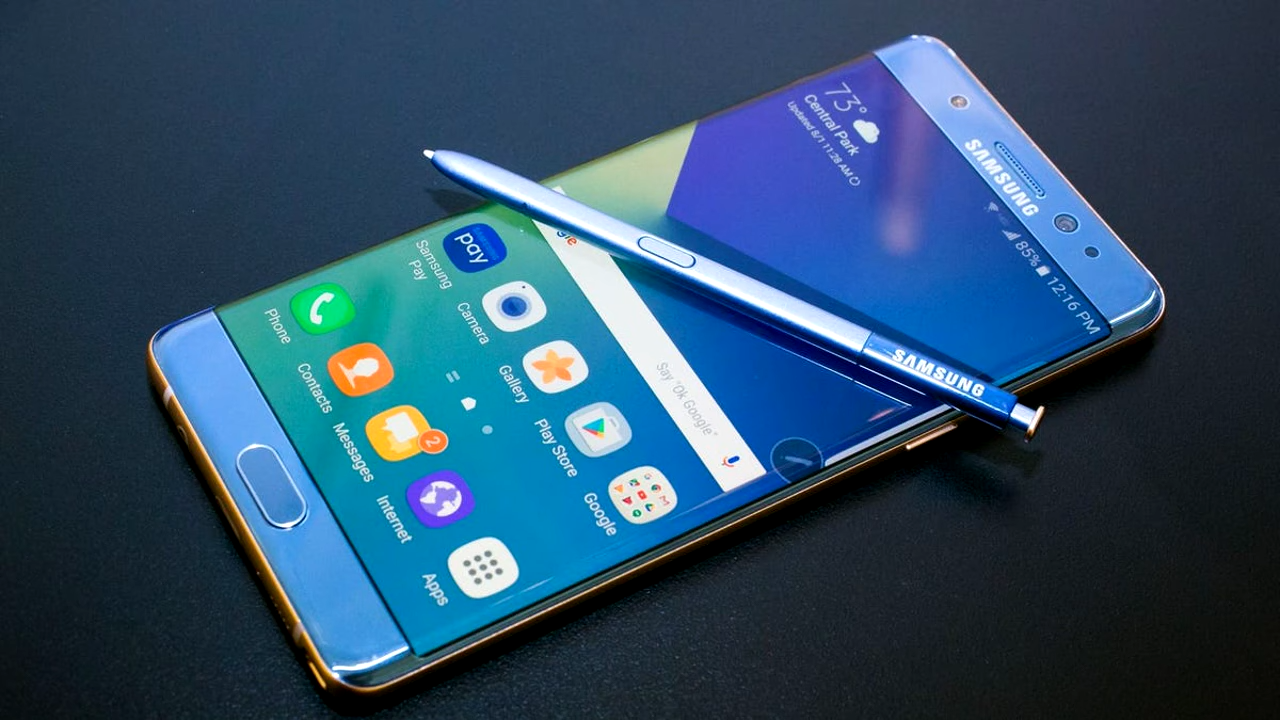 SAMSUNG
85% 12:16 PM
73°
Central Park
Updated 8/1 11:28 AM
Say "Ok Google"
pay
Samsung
Pay
Camera
Gallery
Play Store
Google
Phone
Contacts
2
Messages
Internet
Apps
SAMSUNG